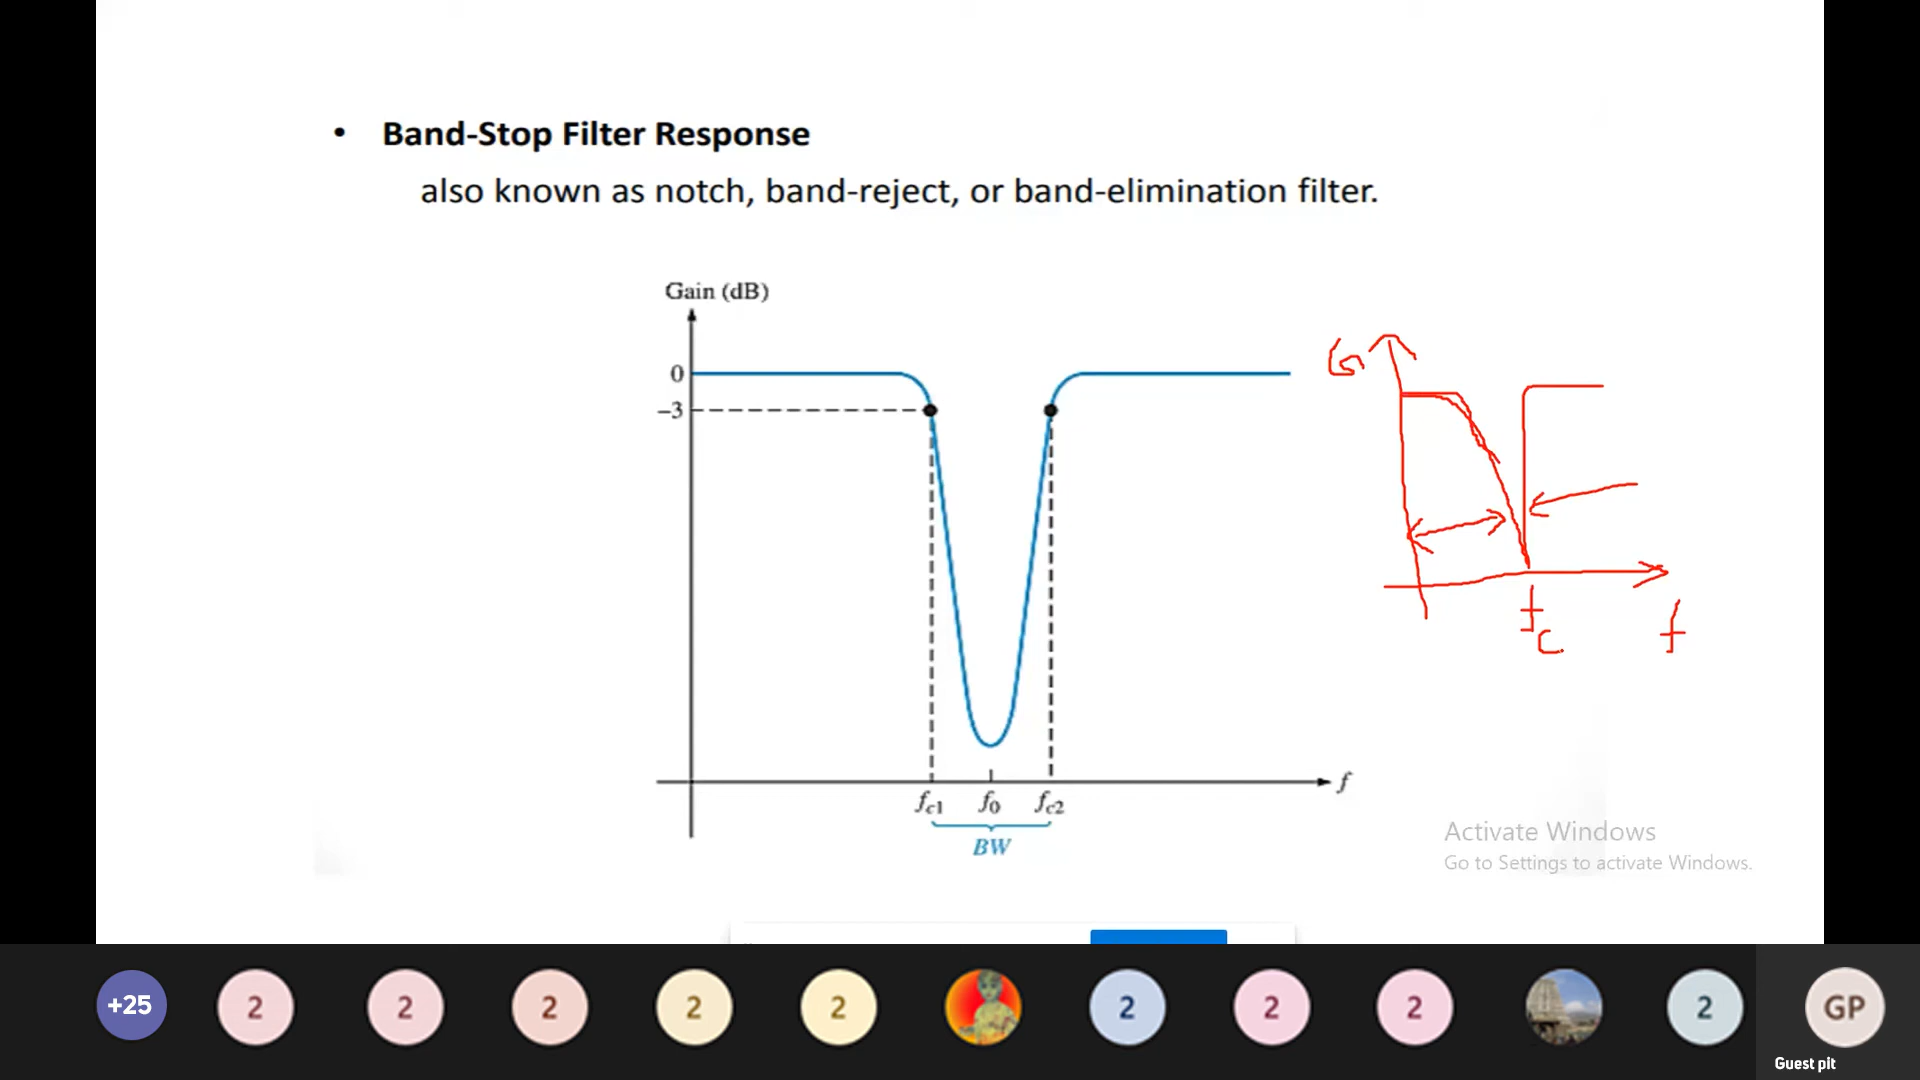 • Band-Stop Filter Response
also known as notch, band-reject, or band-elimination filter.
Gain (dB)
0
–3
f
fc1 f0 fc2
BW
G
fc
f
Activate Windows
Go to Settings to activate Windows.
+25 2 2 2 2 2 2 2 2 2 GP
Guest pit